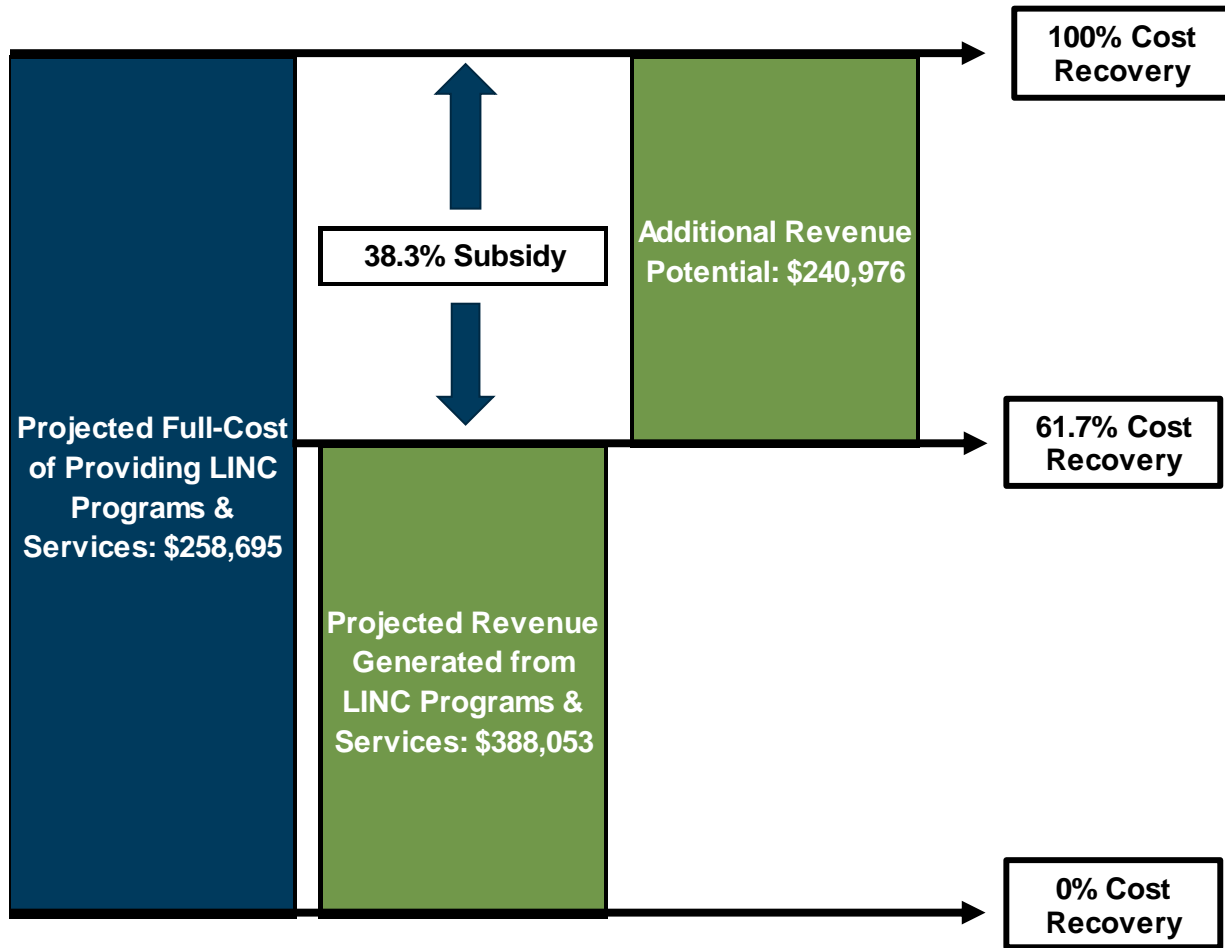 100% Cost
Recovery
38.3% Subsidy
Additional Revenue
Potential: $240,976
Projected Full-Cost
of Providing LINC
Programs &
Services: $258,695
61.7% Cost
Recovery
Projected Revenue
Generated from
LINC Programs &
Services: $388,053
0% Cost
Recovery